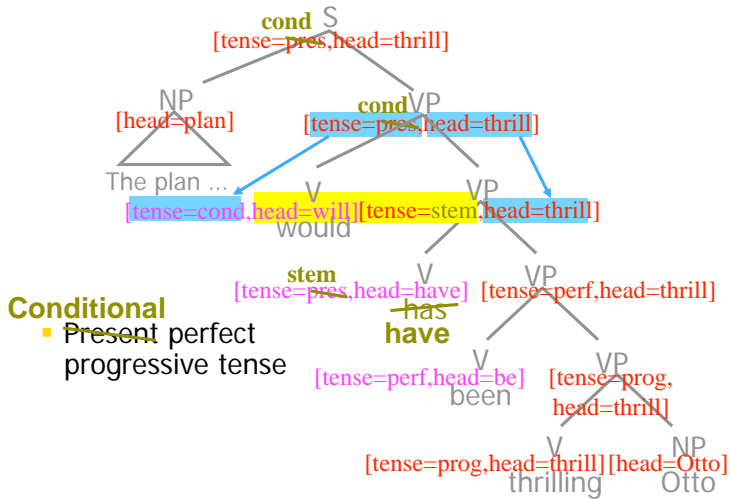 cond S
[tense=pres,head=thrill]
NP
[head=plan]
cond VP
[tense=pres,head=thrill]
The plan ...
V
VP
[tense=cond,head=will][tense=stem,head=thrill]
would
stem
V
VP
[tense=pres,head=have]
[tense=perf,head=thrill]
has
have
Conditional
Present perfect
progressive tense
V
VP
[tense=perf,head=be]
[tense=prog,
head=thrill]
been
V
NP
[tense=prog,head=thrill][head=Otto]
thrilling
Otto